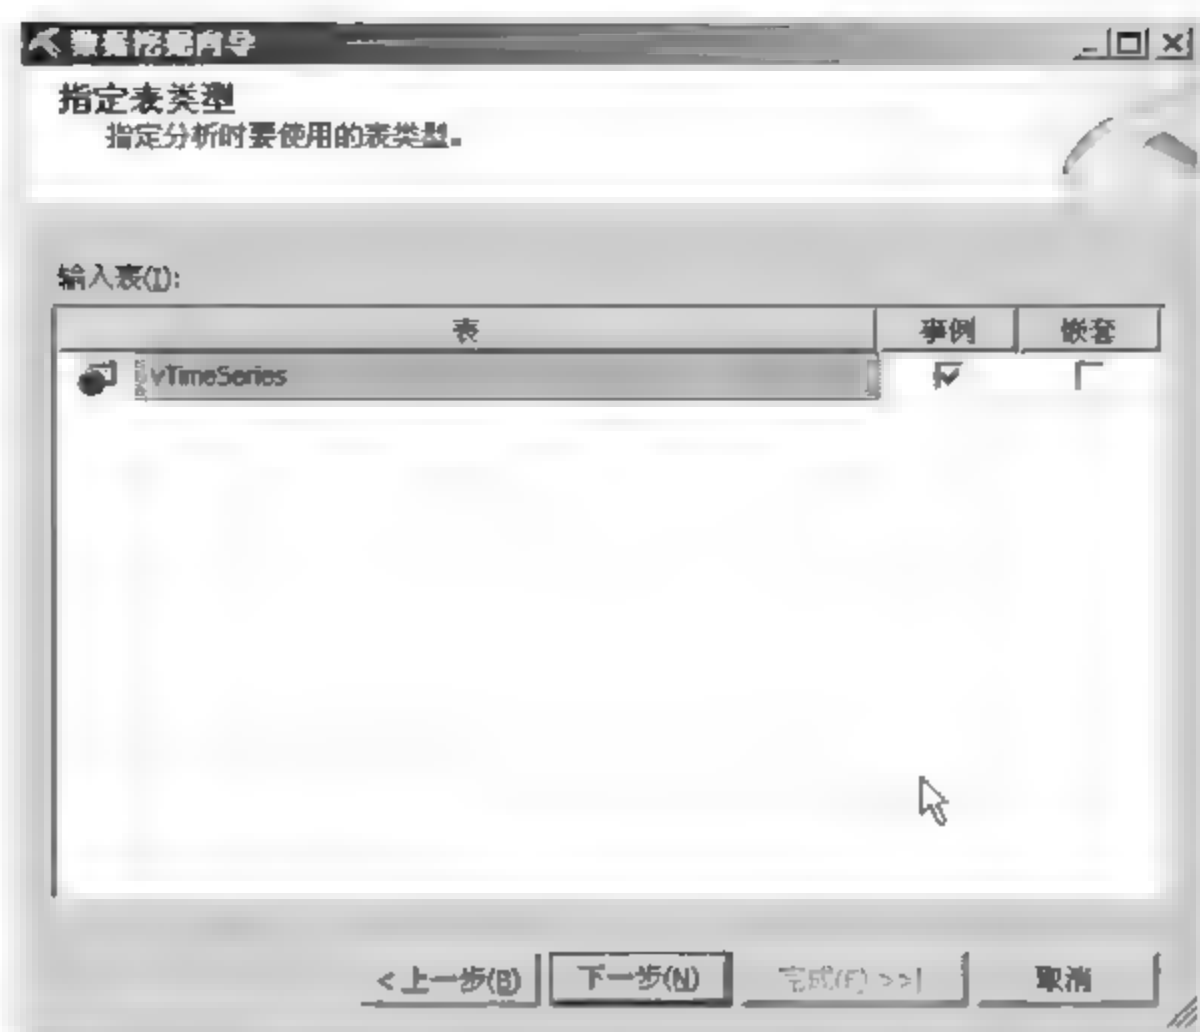 数据挖掘向导
指定表类型
指定分析时要使用的表类型。
输入表(I):
表 事例 嵌套
vTimeSeries
< 上一步(B) 下一步(N) 完成(F) >>| 取消